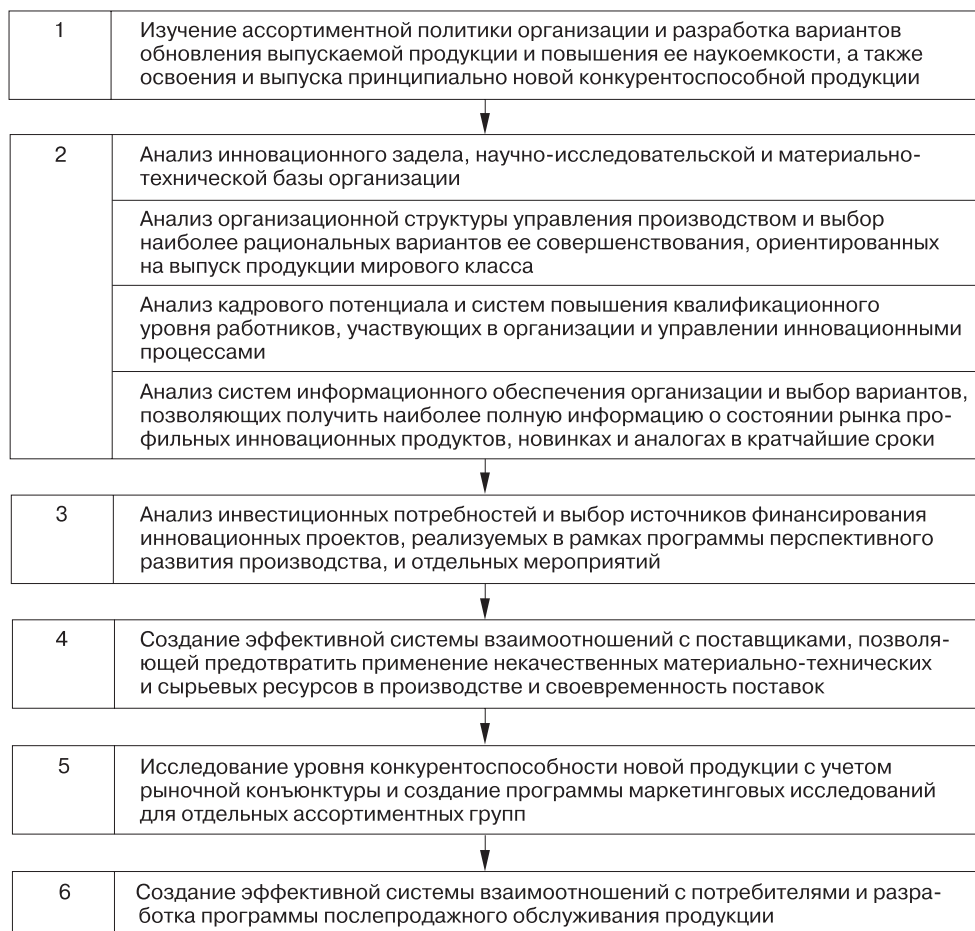 1
Изучение ассортиментной политики организации и разработка вариантов
обновления выпускаемой продукции и повышения ее наукоемкости, а также
освоения и выпуска принципиально новой конкурентоспособной продукции
2
Анализ инновационного задела, научно-исследовательской и материально-
технической базы организации
Анализ организационной структуры управления производством и выбор
наиболее рациональных вариантов ее совершенствования, ориентированных
на выпуск продукции мирового класса
Анализ кадрового потенциала и систем повышения квалификационного
уровня работников, участвующих в организации и управлении инновационными
процессами
Анализ систем информационного обеспечения организации и выбор вариантов,
позволяющих получить наиболее полную информацию о состоянии рынка про-
фильных инновационных продуктов, новинках и аналогах в кратчайшие сроки
3
Анализ инвестиционных потребностей и выбор источников финансирования
инновационных проектов, реализуемых в рамках программы перспективного
развития производства, и отдельных мероприятий
4
Создание эффективной системы взаимоотношений с поставщиками, позволя-
ющей предотвратить применение некачественных материально-технических
и сырьевых ресурсов в производстве и своевременность поставок
5
Исследование уровня конкурентоспособности новой продукции с учетом
рыночной конъюнктуры и создание программы маркетинговых исследований
для отдельных ассортиментных групп
6
Создание эффективной системы взаимоотношений с потребителями и разра-
ботка программы послепродажного обслуживания продукции